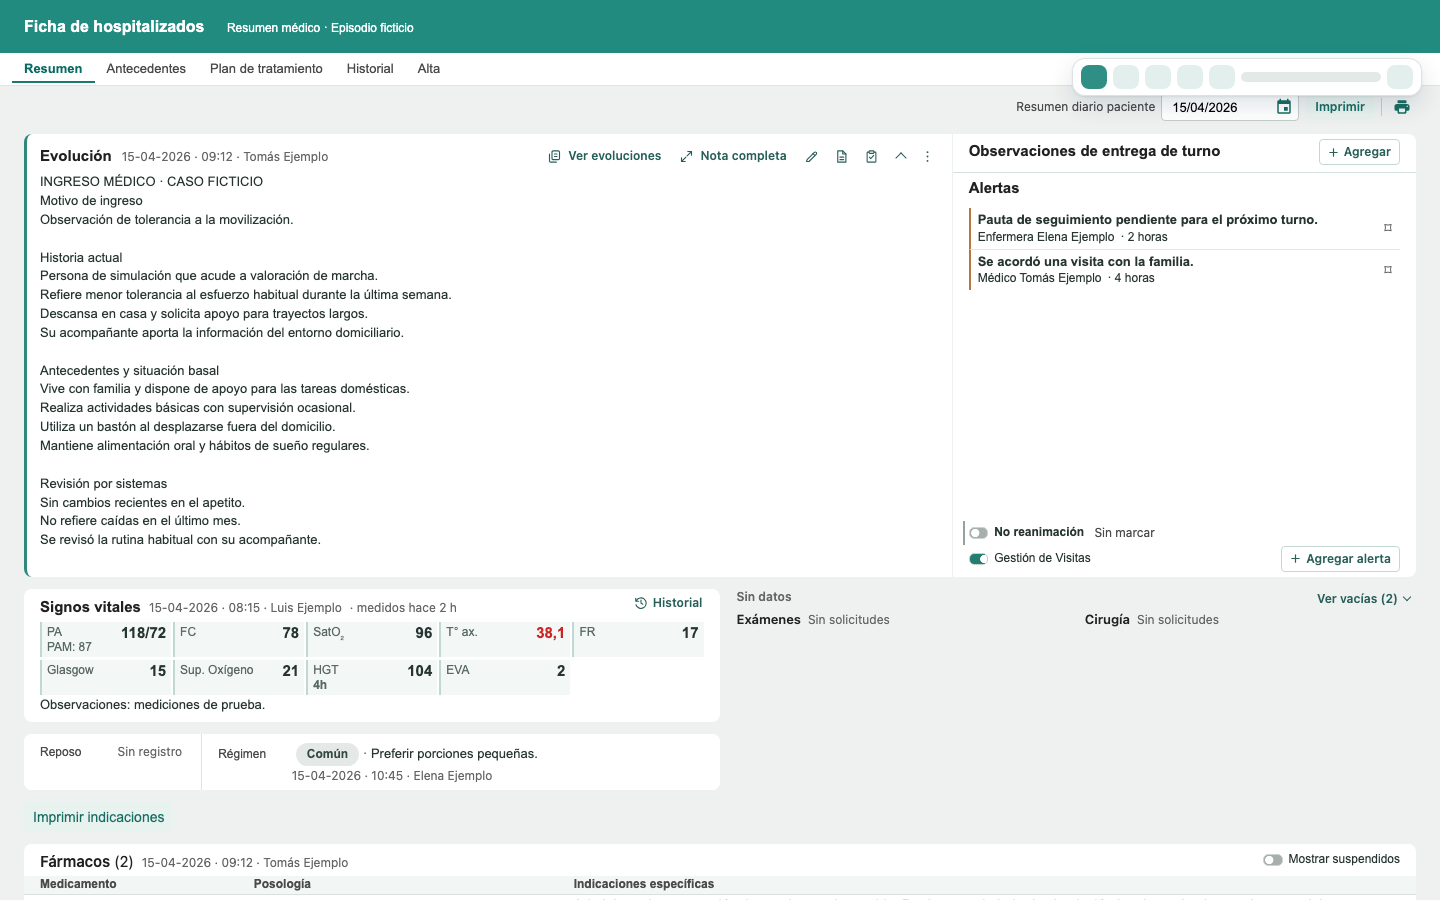 Ficha de hospitalizados
Resumen médico · Episodio ficticio
Resumen
Antecedentes
Plan de tratamiento
Historial
Alta
Resumen diario paciente
15/04/2026
Imprimir
Evolución
15-04-2026 · 09:12 · Tomás Ejemplo
Ver evoluciones
Nota completa
INGRESO MÉDICO · CASO FICTICIO
Motivo de ingreso
Observación de tolerancia a la movilización.
Historia actual
Persona de simulación que acude a valoración de marcha.
Refiere menor tolerancia al esfuerzo habitual durante la última semana.
Descansa en casa y solicita apoyo para trayectos largos.
Su acompañante aporta la información del entorno domiciliario.
Antecedentes y situación basal
Vive con familia y dispone de apoyo para las tareas domésticas.
Realiza actividades básicas con supervisión ocasional.
Utiliza un bastón al desplazarse fuera del domicilio.
Mantiene alimentación oral y hábitos de sueño regulares.
Revisión por sistemas
Sin cambios recientes en el apetito.
No refiere caídas en el último mes.
Se revisó la rutina habitual con su acompañante.
Observaciones de entrega de turno
Agregar
Alertas
Pauta de seguimiento pendiente para el próximo turno.
Enfermera Elena Ejemplo · 2 horas
Se acordó una visita con la familia.
Médico Tomás Ejemplo · 4 horas
No reanimación Sin marcar
Gestión de Visitas
Agregar alerta
Signos vitales
15-04-2026 · 08:15 · Luis Ejemplo · medidos hace 2 h
Historial
PA 118/72
PAM: 87
FC 78
SatO2 96
T° ax. 38,1
FR 17
Glasgow 15
Sup. Oxígeno 21
HGT 104
4h
EVA 2
Observaciones: mediciones de prueba.
Sin datos
Ver vacías (2)
Exámenes Sin solicitudes
Cirugía Sin solicitudes
Reposo Sin registro
Régimen Común · Preferir porciones pequeñas.
15-04-2026 · 10:45 · Elena Ejemplo
Imprimir indicaciones
Fármacos (2) 15-04-2026 · 09:12 · Tomás Ejemplo
Mostrar suspendidos
Medicamento
Posología
Indicaciones específicas